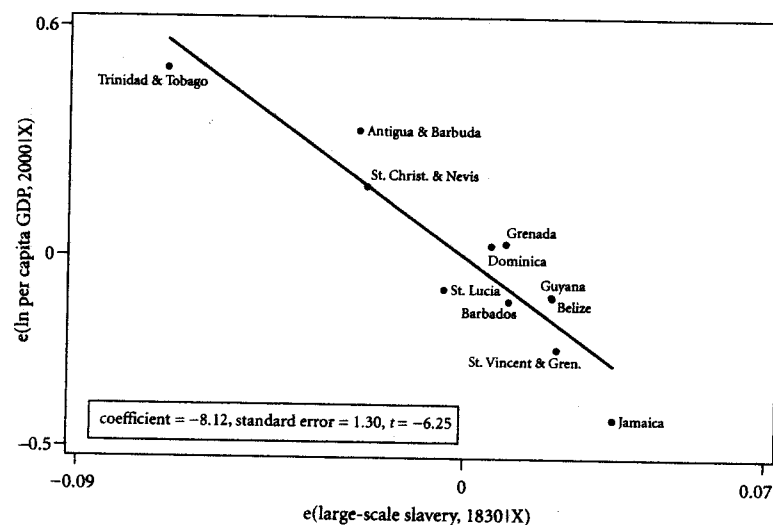 0.6
Trinidad & Tobago
Antigua & Barbuda
St. Christ. & Nevis
Grenada
Dominica
e(ln per capita GDP, 2000|X)
0
St. Lucia
Guyana
Barbados
Belize
St. Vincent & Gren.
coefficient = −8.12, standard error = 1.30, t = −6.25
Jamaica
−0.5
−0.09
0
0.07
e(large-scale slavery, 1830|X)